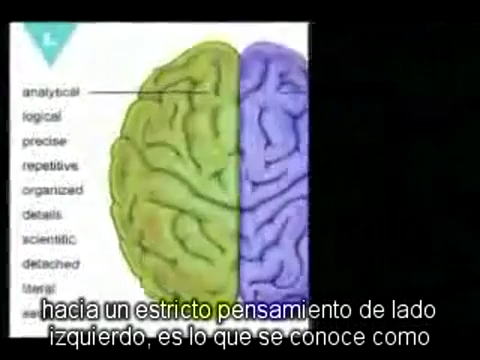 L
analytical
logical
precise
repetitive
organized
details
scientific
detached
literal
hacia un estricto pensamiento de lado
izquierdo, es lo que se conoce como